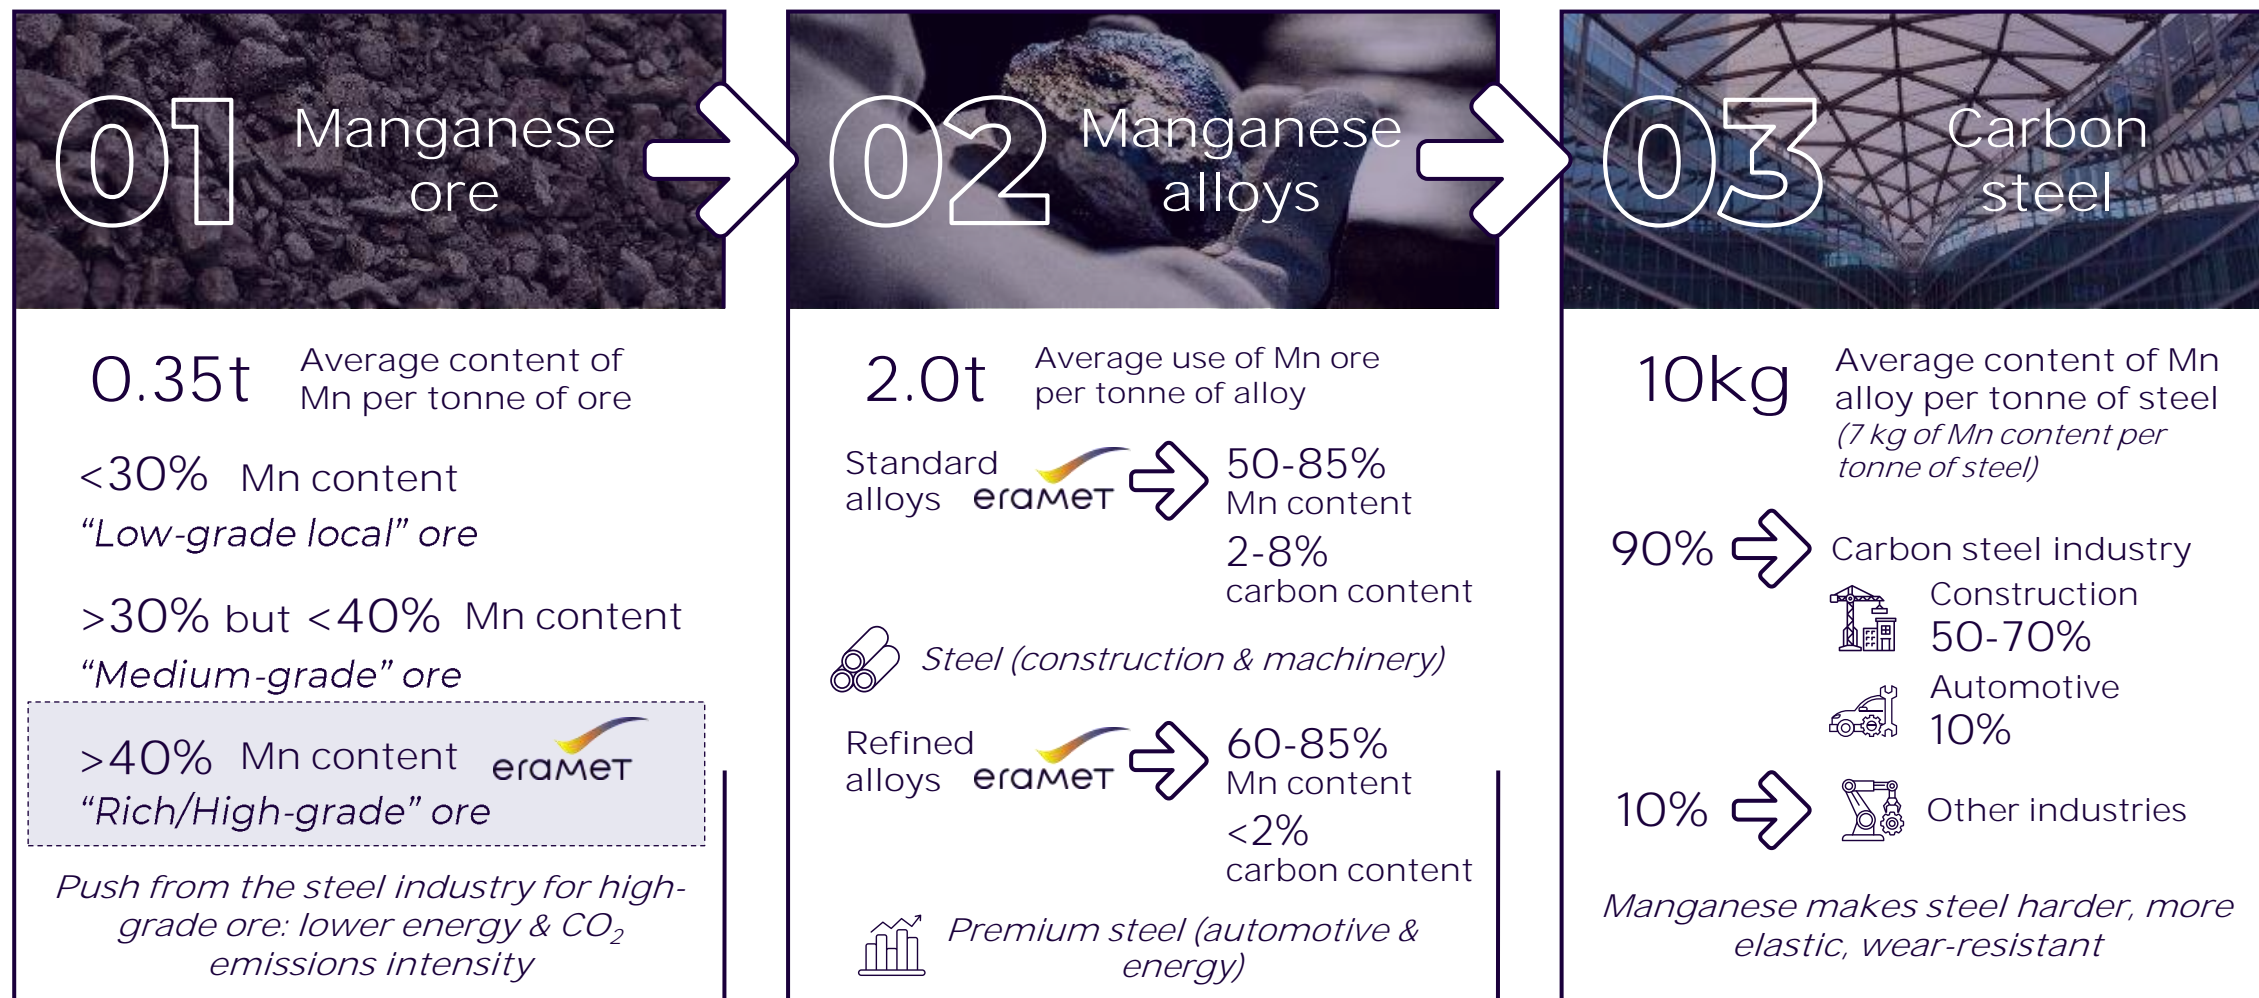 01
Manganese
ore
0.35t
Average content of
Mn per tonne of ore
<30% Mn content
“Low-grade local” ore
>30% but <40% Mn content
“Medium-grade” ore
>40% Mn content
eramet
“Rich/High-grade” ore
Push from the steel industry for high-
grade ore: lower energy & CO₂
emissions intensity
02
Manganese
alloys
2.0t
Average use of Mn ore
per tonne of alloy
Standard
alloys
eramet
50-85%
Mn content
2-8%
carbon content
Steel (construction & machinery)
Refined
alloys
eramet
60-85%
Mn content
<2%
carbon content
Premium steel (automotive &
energy)
03
Carbon
steel
10kg
Average content of Mn
alloy per tonne of steel
(7 kg of Mn content per
tonne of steel)
90%
Carbon steel industry
Construction
50-70%
Automotive
10%
10%
Other industries
Manganese makes steel harder, more
elastic, wear-resistant